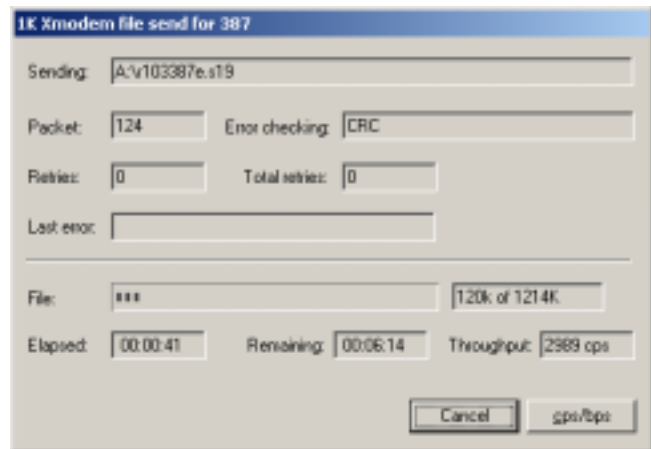 1K Xmodem file send for 387
Sending: A:\r103387e.s19
Packet: 124 Error checking: CRC
Retries: 0 Total retries: 0
Last error:
File: 120k of 1214K
Elapsed: 00:00:41 Remaining: 00:06:14 Throughput: 2989 cps
Cancel cps/bps